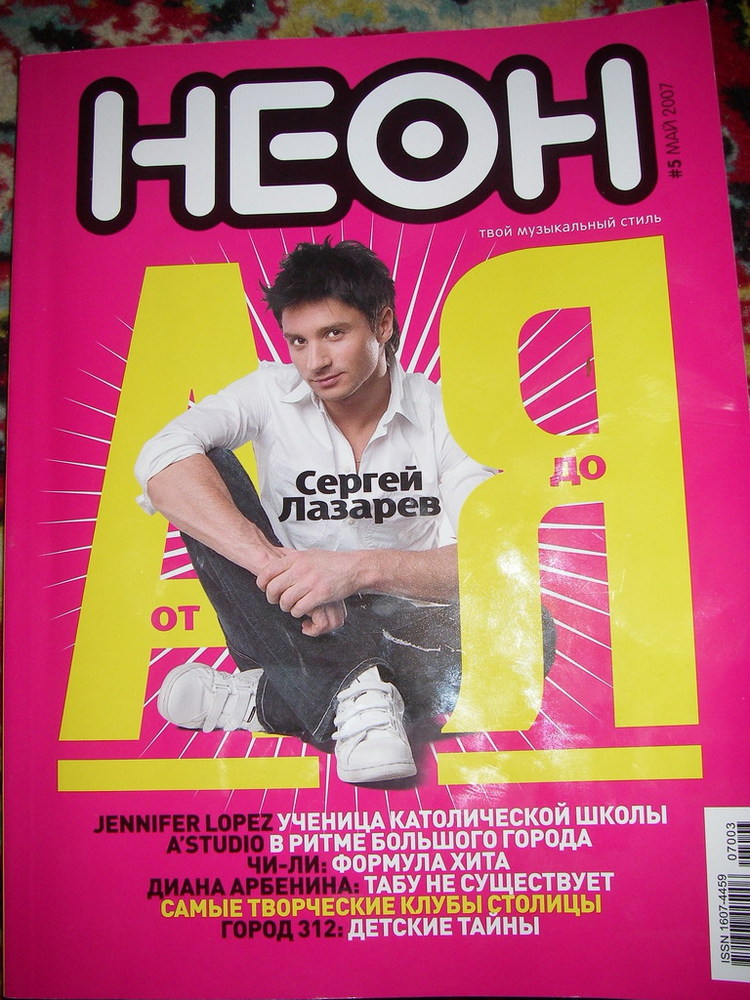 НЕОН
#5 МАЙ 2007
твой музыкальный стиль
ОТ А ДО Я
Сергей
Лазарев
JENNIFER LOPEZ УЧЕНИЦА КАТОЛИЧЕСКОЙ ШКОЛЫ
A'STUDIO В РИТМЕ БОЛЬШОГО ГОРОДА
ЧИ-ЛИ: ФОРМУЛА ХИТА
ДИАНА АРБЕНИНА: ТАБУ НЕ СУЩЕСТВУЕТ
САМЫЕ ТВОРЧЕСКИЕ КЛУБЫ СТОЛИЦЫ
ГОРОД 312: ДЕТСКИЕ ТАЙНЫ
ISSN 1607-4459
07003